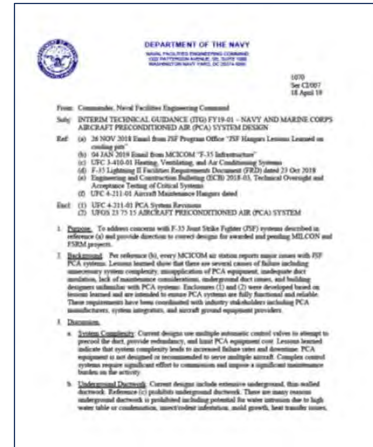 DEPARTMENT OF THE NAVY
NAVAL FACILITIES ENGINEERING COMMAND
1322 PATTERSON AVENUE, SE, SUITE 1000
WASHINGTON NAVY YARD, DC 20374-5065
1070
Ser CI/007
18 April 19
From: Commander, Naval Facilities Engineering Command
Subj: INTERIM TECHNICAL GUIDANCE (ITG) FY19-01 – NAVY AND MARINE CORPS
AIRCRAFT PRECONDITIONED AIR (PCA) SYSTEM DESIGN
Ref: (a) 26 NOV 2018 Email from JSF Program Office "JSF Hangars Lessons Learned on
cooling pits"
(b) 04 JAN 2019 Email from MCICOM "F-35 Infrastructure"
(c) UFC 3-410-01 Heating, Ventilating, and Air Conditioning Systems
(d) F-35 Lightning II Facilities Requirements Document (FRD) dated 23 Oct 2018
(e) Engineering and Construction Bulletin (ECB) 2018-03, Technical Oversight and
Acceptance Testing of Critical Systems
(f) UFC 4-211-01 Aircraft Maintenance Hangars dated
Encl: (1) UFC 4-211-01 PCA System Revisions
(2) UFGS 23 75 15 AIRCRAFT PRECONDITIONED AIR (PCA) SYSTEM
1. Purpose. To address concerns with F-35 Joint Strike Fighter (JSF) systems described in
reference (a) and provide direction to correct designs for awarded and pending MILCON and
FSRM projects.
2. Background. Per reference (b), every MCICOM air station reports major issues with JSF
PCA systems. Lessons learned show that there are several causes of failure including
unnecessary system complexity, misapplication of PCA equipment, inadequate duct
insulation, lack of maintenance considerations, underground duct issues, and building
designers unfamiliar with PCA systems. Enclosures (1) and (2) were developed based on
lessons learned and are intended to ensure PCA systems are fully functional and reliable.
These requirements have been coordinated with industry stakeholders including PCA
manufacturers, system integrators, and aircraft ground equipment providers.
3. Discussion.
a. System Complexity. Current designs use multiple automatic control valves to attempt to
precool the duct, provide redundancy, and limit PCA equipment cost. Lessons learned
indicate that system complexity leads to increased failure rates and downtime. PCA
equipment is not designed or recommended to serve multiple aircraft. Complex control
systems require significant effort to commission and impose a significant maintenance
burden on the activity.
b. Underground Ductwork. Current designs include extensive underground, thin walled
ductwork. Reference (c) prohibits underground ductwork. There are many reasons
underground ductwork is prohibited including potential for water intrusion due to high
water table or condensation, insect/rodent infestation, mold growth, heat transfer issues,